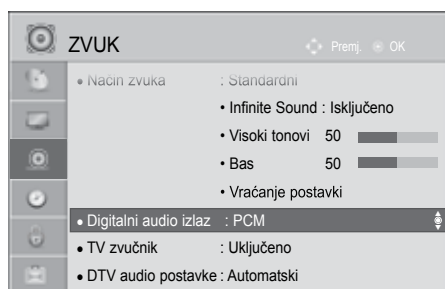 ZVUK
Premj. OK
• Način zvuka : Standardni
• Infinite Sound : Isključeno
• Visoki tonovi 50
• Bas 50
• Vraćanje postavki
• Digitalni audio izlaz : PCM
• TV zvučnik : Uključeno
• DTV audio postavke : Automatski